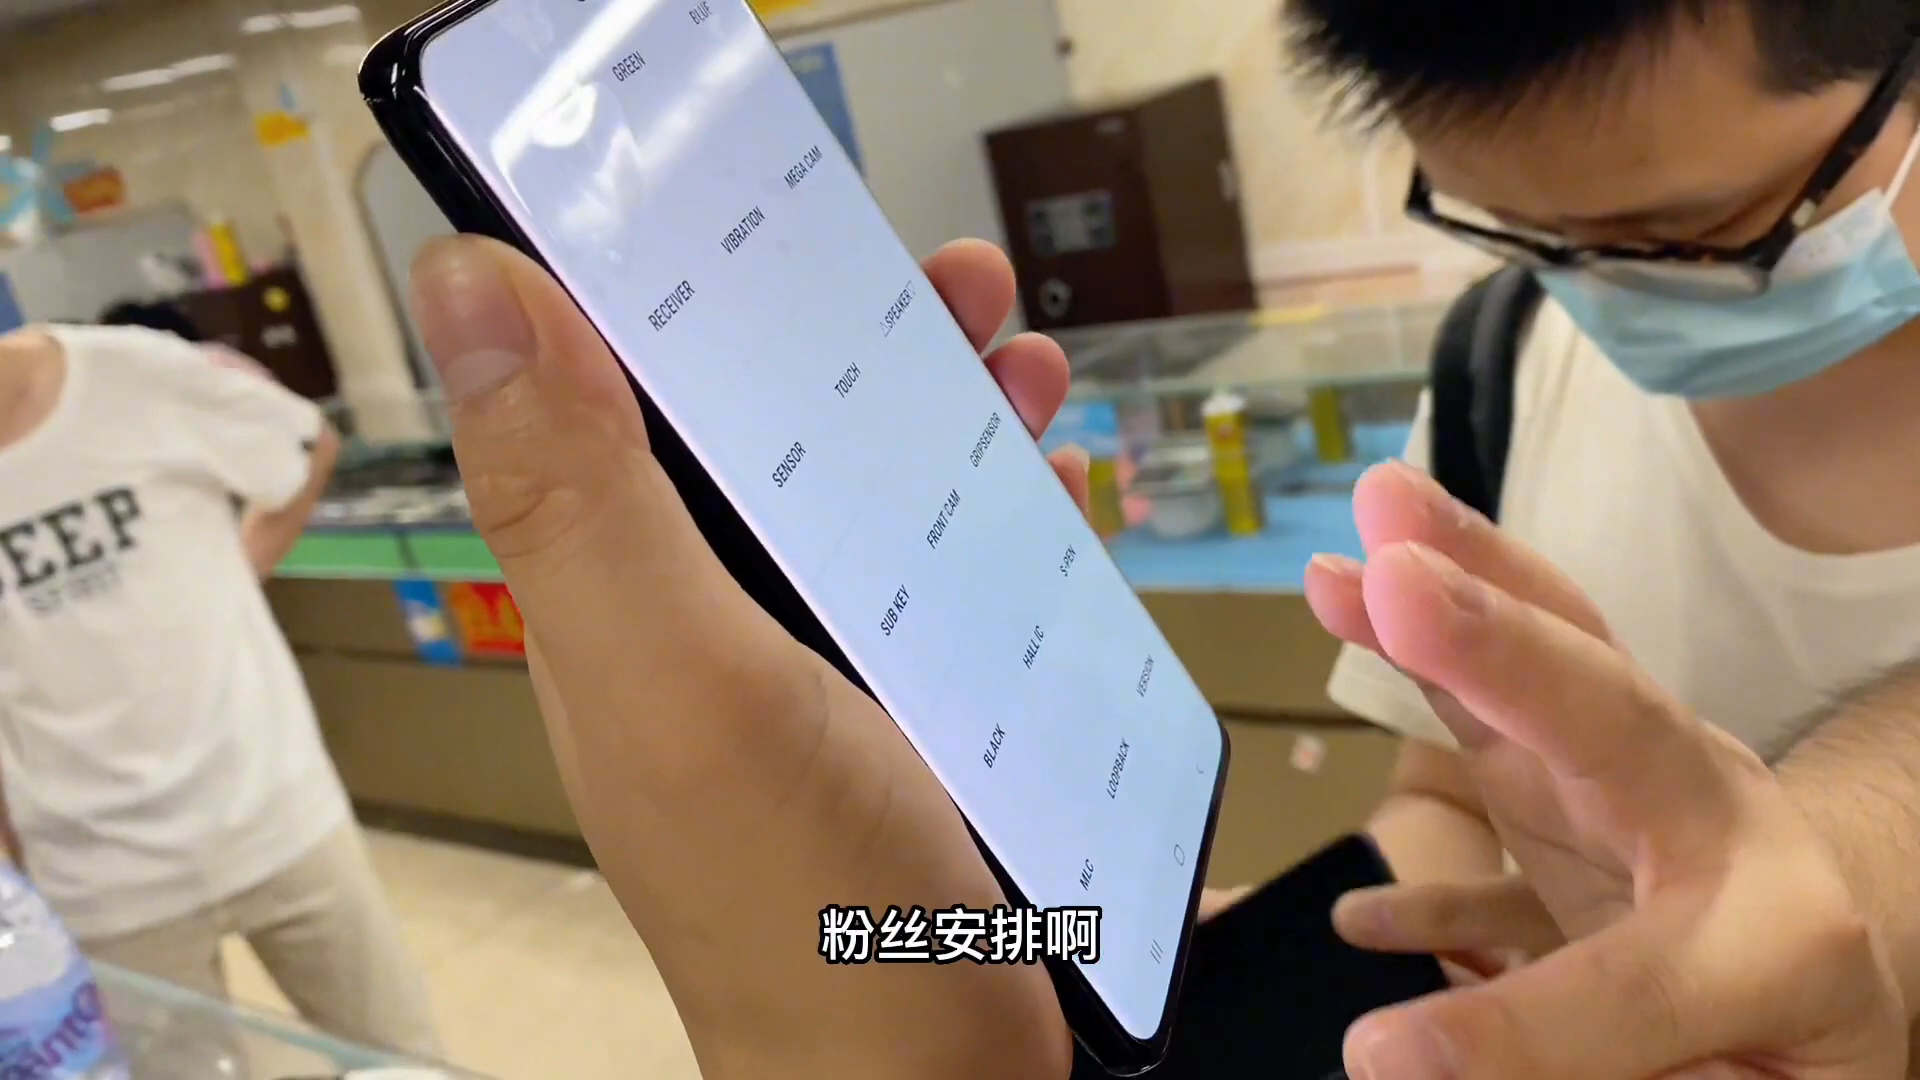 GREEN
BLUE
RECEIVER
VIBRATION
MEGA CAM
SENSOR
TOUCH
△SPEAKER▽
SUB KEY
FRONT CAM
GRIPSENSOR
BLACK
HALL IC
S-PEN
MLC
LOOPBACK
VERSION
粉丝安排啊